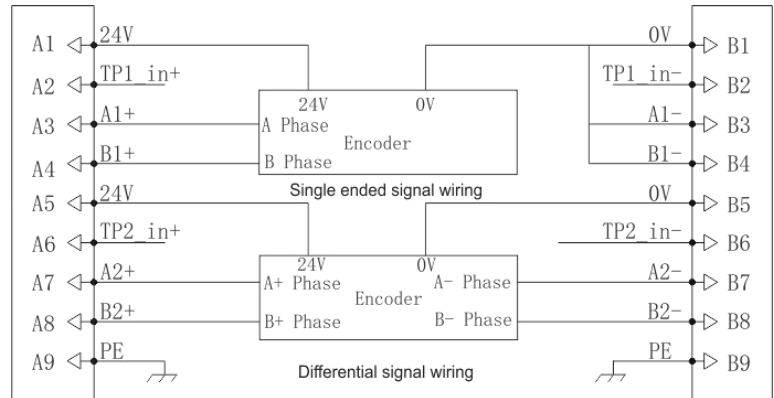 A1 24V 0V B1
A2 TP1_in+ TP1_in- B2
24V 0V
A3 A1+ A Phase A1- B3
Encoder
A4 B1+ B Phase B1- B4
Single ended signal wiring
A5 24V 0V B5
A6 TP2_in+ TP2_in- B6
24V 0V
A7 A2+ A+ Phase A- Phase A2- B7
Encoder
A8 B2+ B+ Phase B- Phase B2- B8
A9 PE PE B9
Differential signal wiring